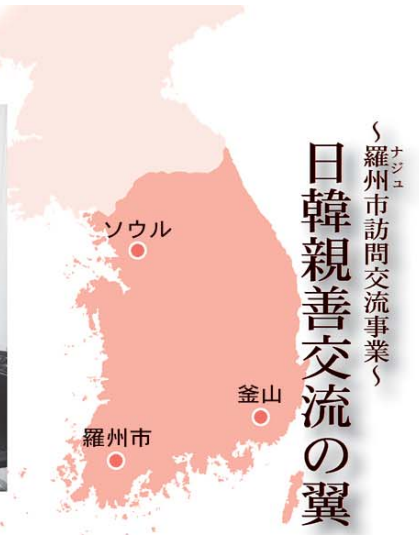 ～羅州市訪問交流事業～
ナジュ
日韓親善交流の翼
ソウル
釜山
羅州市